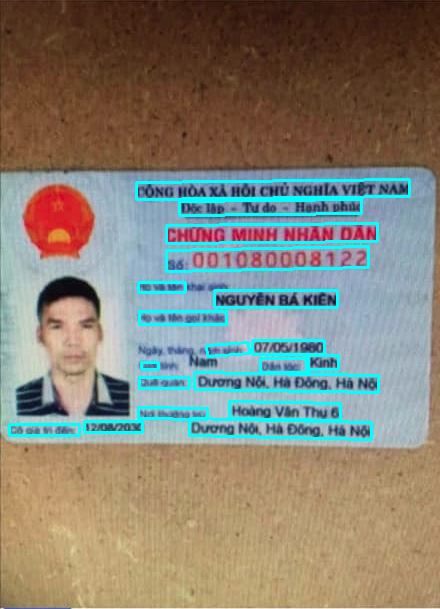 CỘNG HÒA XÃ HỘI CHỦ NGHĨA VIỆT NAM
Độc lập - Tự do - Hạnh phúc
CHỨNG MINH NHÂN DÂN
Số: 001080008122
Họ và tên khai sinh:
NGUYỄN BÁ KIÊN
Họ và tên gọi khác
Ngày, tháng, năm sinh: 07/05/1980
tính: Nam Dân tộc: Kinh
Quê quán: Dương Nội, Hà Đông, Hà Nội
Nơi thường trú Hoàng Văn Thụ 6
Có giá trị đến: 12/08/2030 Dương Nội, Hà Đông, Hà Nội